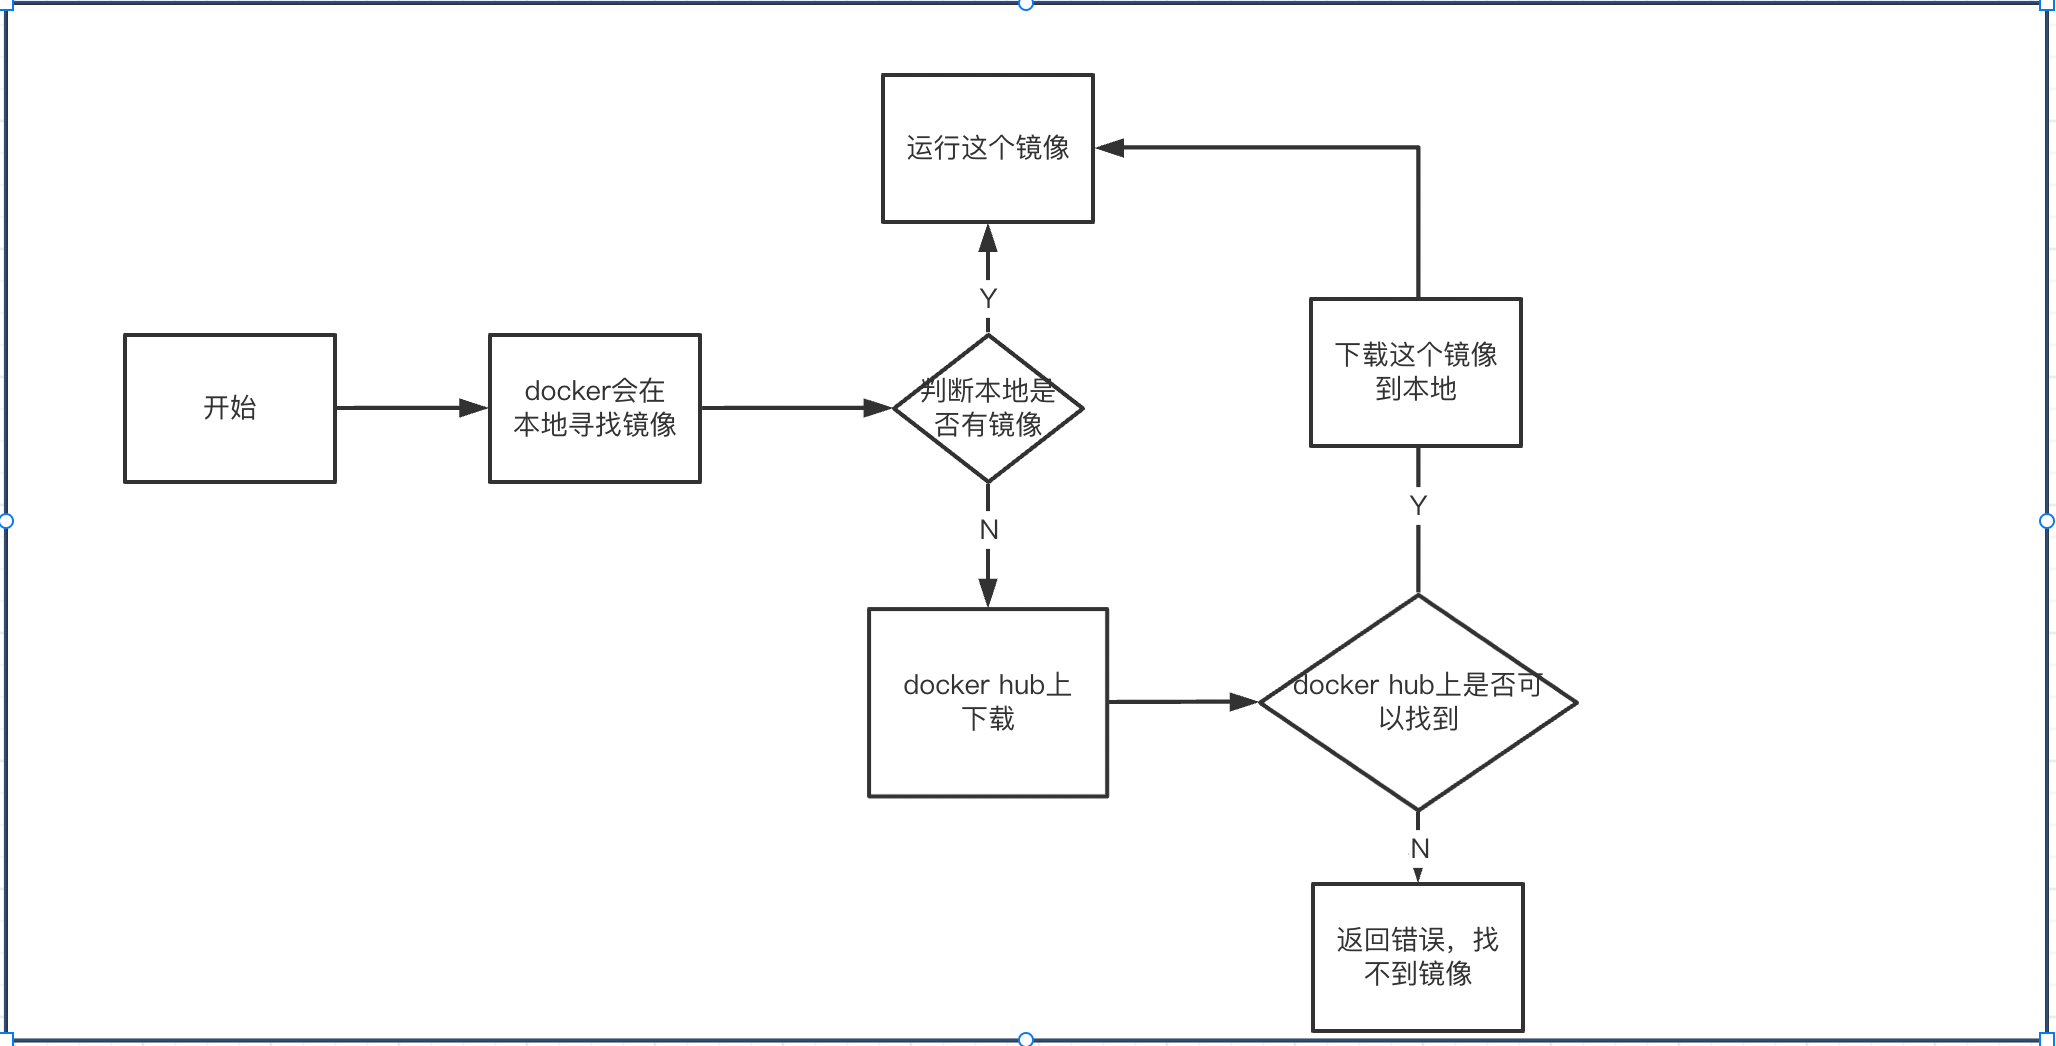 运行这个镜像
Y
开始
docker会在
本地寻找镜像
判断本地是
否有镜像
下载这个镜像
到本地
Y
N
docker hub上
下载
docker hub上是否可
以找到
N
返回错误，找
不到镜像